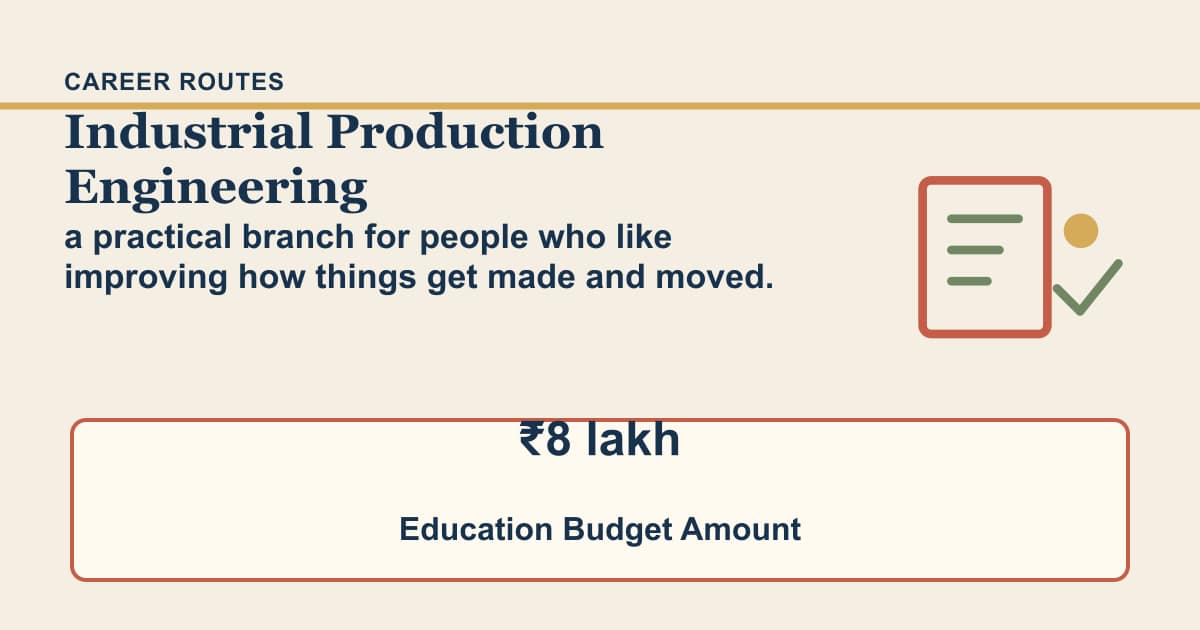 CAREER ROUTES
Industrial Production
Engineering
a practical branch for people who like
improving how things get made and moved.
₹8 lakh
Education Budget Amount